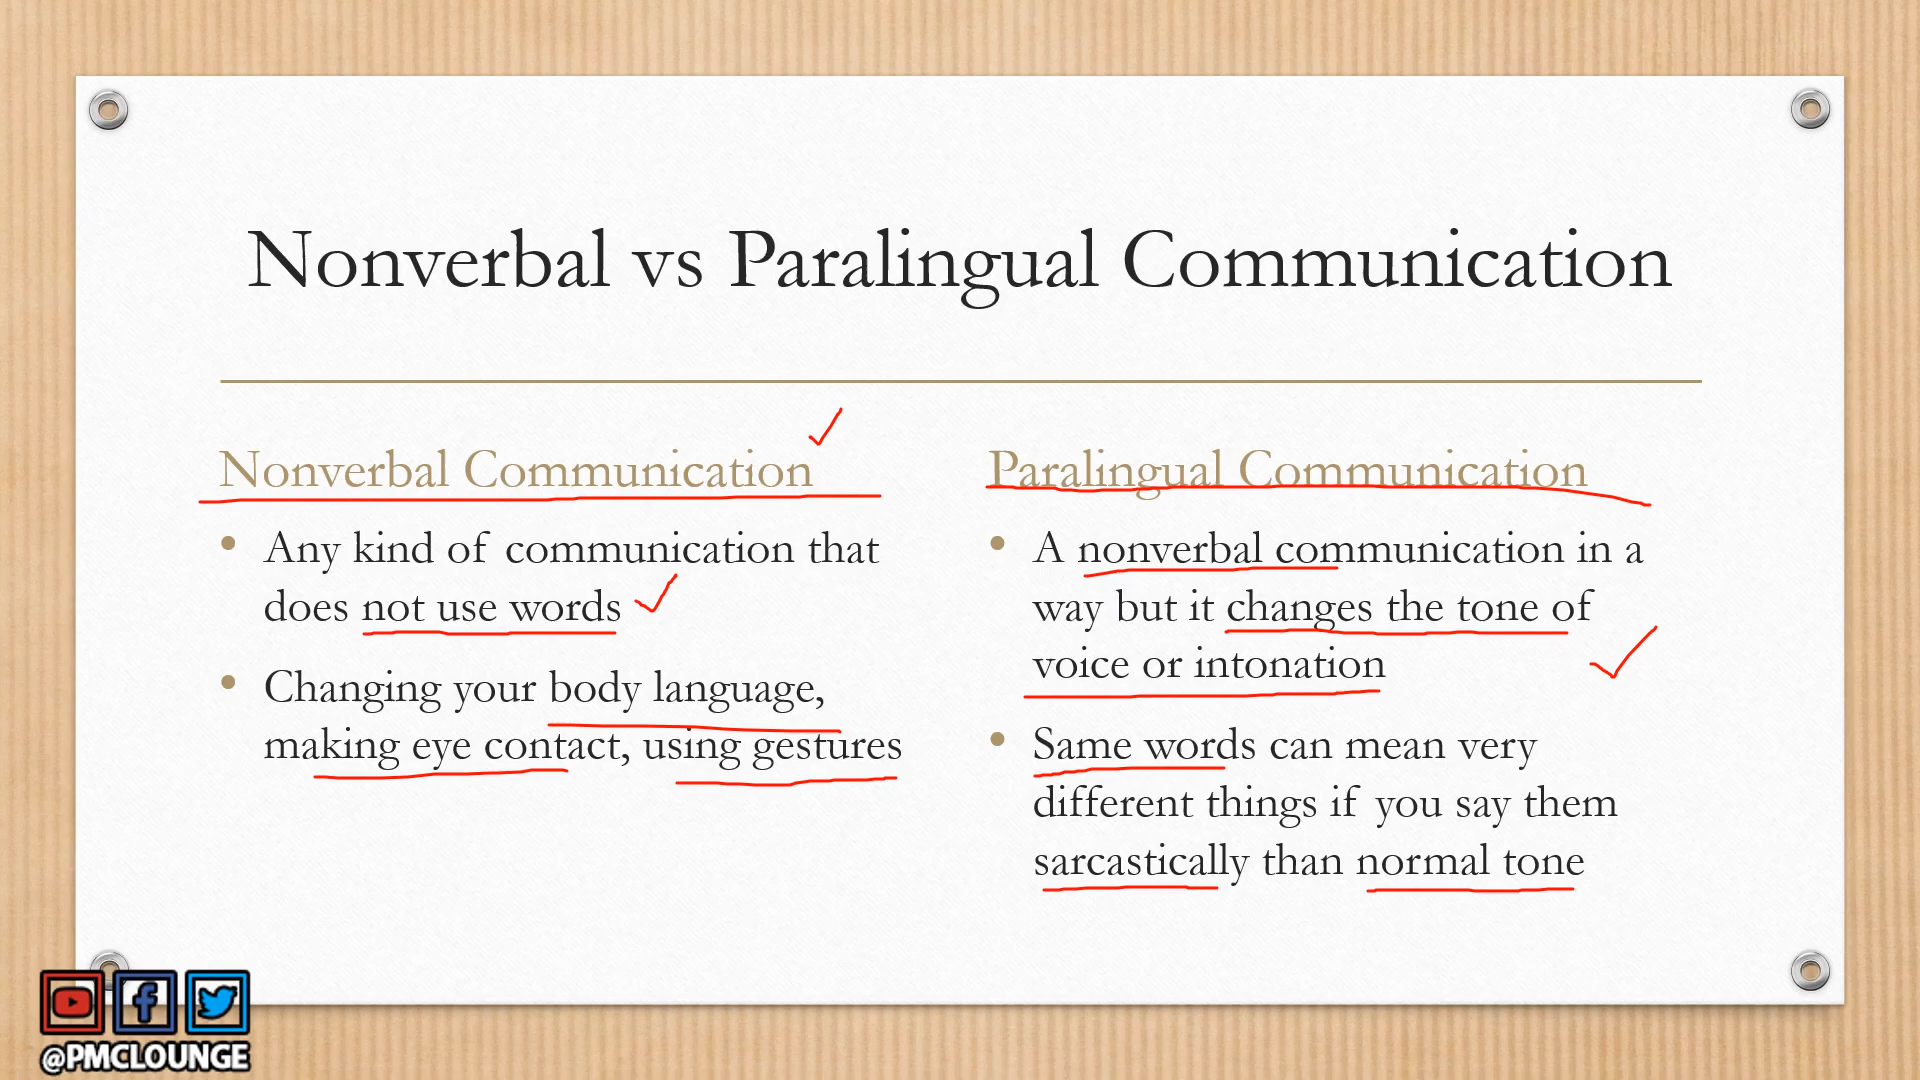 Nonverbal vs Paralingual Communication
Nonverbal Communication
• Any kind of communication that
does not use words
• Changing your body language,
making eye contact, using gestures
Paralingual Communication
• A nonverbal communication in a
way but it changes the tone of
voice or intonation
• Same words can mean very
different things if you say them
sarcastically than normal tone
@PMCLOUNGE